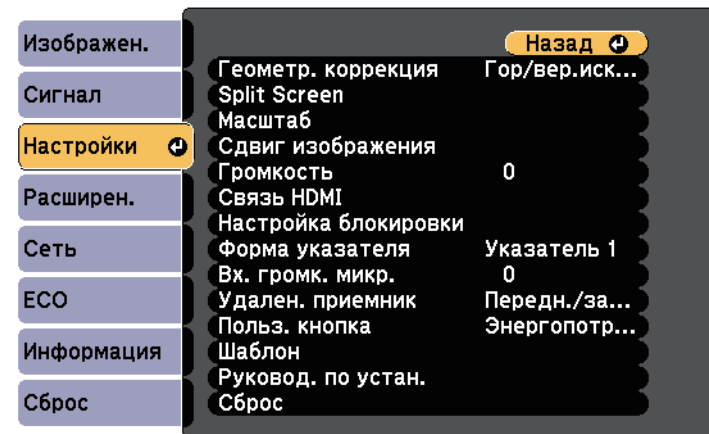 Изображен.
Сигнал
Настройки
Расширен.
Сеть
ECO
Информация
Сброс
Назад
Геометр. коррекция Гор/вер.иск...
Split Screen
Масштаб
Сдвиг изображения
Громкость 0
Связь HDMI
Настройка блокировки
Форма указателя Указатель 1
Вх. громк. микр. 0
Удален. приемник Передн./за...
Польз. кнопка Энергопотр...
Шаблон
Руковод. по устан.
Сброс